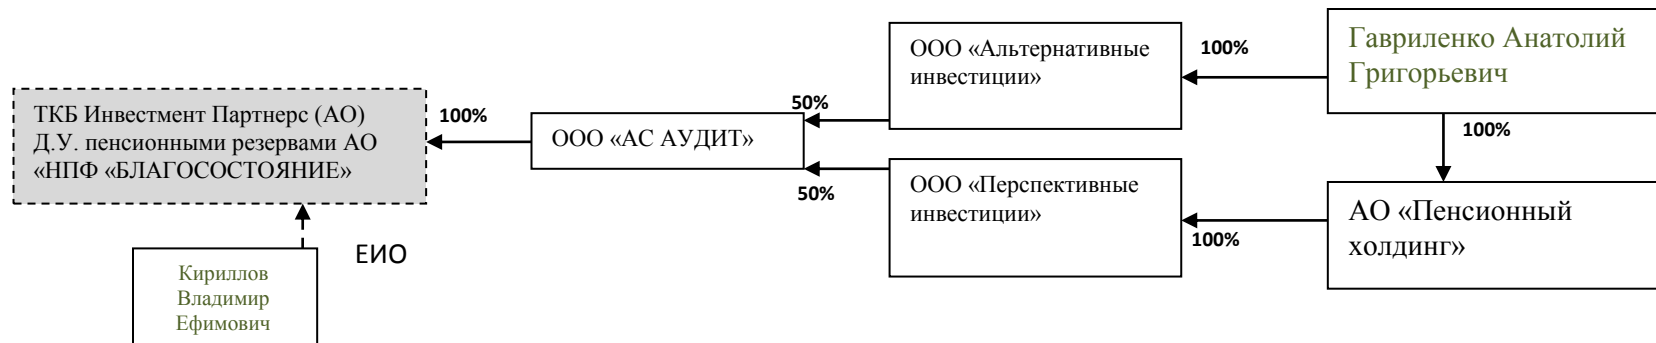 ТКБ Инвестмент Партнерс (АО)
Д.У. пенсионными резервами АО
«НПФ «БЛАГОСОСТОЯНИЕ»
100%
ООО «АС АУДИТ»
50%
50%
ООО «Альтернативные
инвестиции»
100%
Гавриленко Анатолий
Григорьевич
100%
ООО «Перспективные
инвестиции»
100%
АО «Пенсионный
холдинг»
ЕИО
Кириллов
Владимир
Ефимович